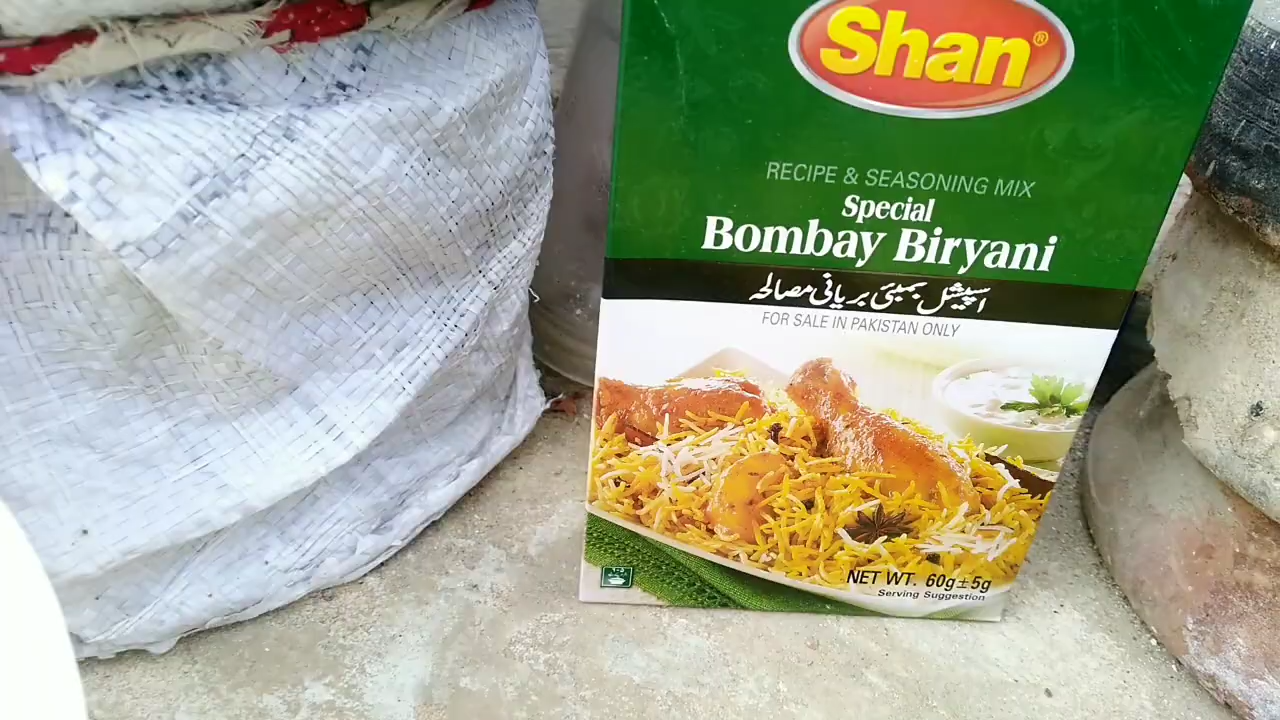 Shan®
RECIPE & SEASONING MIX
Special
Bombay Biryani
اسپیشل بمبئی بریانی مصالحہ
FOR SALE IN PAKISTAN ONLY
NET WT. 60g±5g
Serving Suggestion